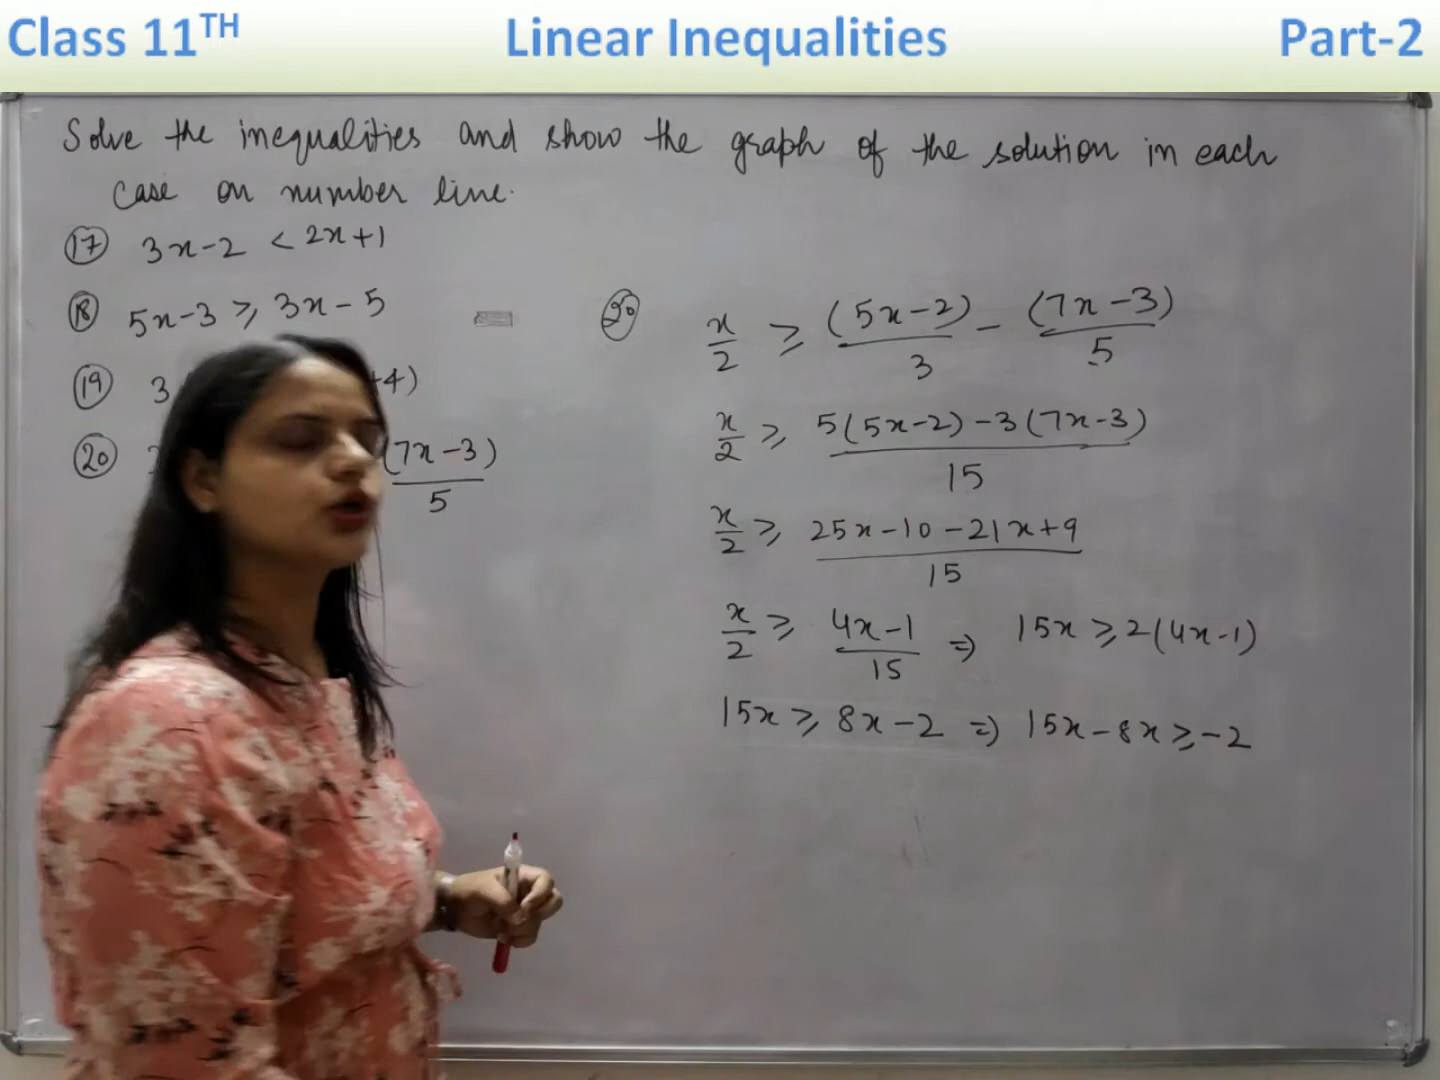 Class 11TH Linear Inequalities Part-2
Solve the inequalities and show the graph of the solution in each
case on number line.
17 3x-2 < 2x+1
18 5x-3 ≥ 3x-5
19 3 +4)
20 (7x-3)/5
20 x/2 ≥ (5x-2)/3 - (7x-3)/5
x/2 ≥ 5(5x-2)-3(7x-3)/15
x/2 ≥ 25x-10-21x+9/15
x/2 ≥ 4x-1/15 ⇒ 15x ≥ 2(4x-1)
15x ≥ 8x-2 ⇒ 15x-8x ≥ -2